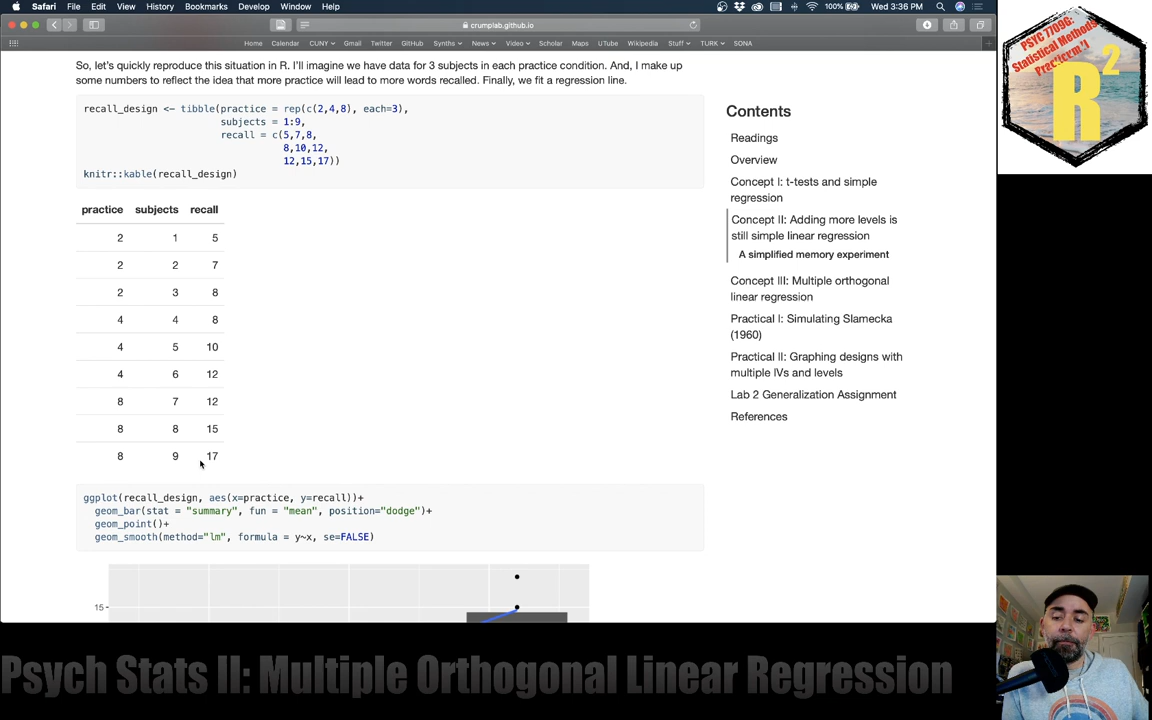 Safari File Edit View History Bookmarks Develop Window Help 100% Wed 3:36 PM
crumplab.github.io
Home Calendar CUNY Gmail Twitter GitHub Synths News Video Scholar Maps UTube Wikipedia Stuff TURK SONA
So, let's quickly reproduce this situation in R. I'll imagine we have data for 3 subjects in each practice condition. And, I make up
some numbers to reflect the idea that more practice will lead to more words recalled. Finally, we fit a regression line.
recall_design <- tibble(practice = rep(c(2,4,8), each=3),
subjects = 1:9,
recall = c(5,7,8,
8,10,12,
12,15,17))
knitr::kable(recall_design)
practice subjects recall
2 1 5
2 2 7
2 3 8
4 4 8
4 5 10
4 6 12
8 7 12
8 8 15
8 9 17
ggplot(recall_design, aes(x=practice, y=recall))+
geom_bar(stat = "summary", fun = "mean", position="dodge")+
geom_point()+
geom_smooth(method="lm", formula = y~x, se=FALSE)
15
Contents
Readings
Overview
Concept I: t-tests and simple
regression
Concept II: Adding more levels is
still simple linear regression
A simplified memory experiment
Concept III: Multiple orthogonal
linear regression
Practical I: Simulating Slamecka
(1960)
Practical II: Graphing designs with
multiple IVs and levels
Lab 2 Generalization Assignment
References
PSYC 7709G:
Statistical Methods
Practicum I
R2
Psych Stats II: Multiple Orthogonal Linear Regression